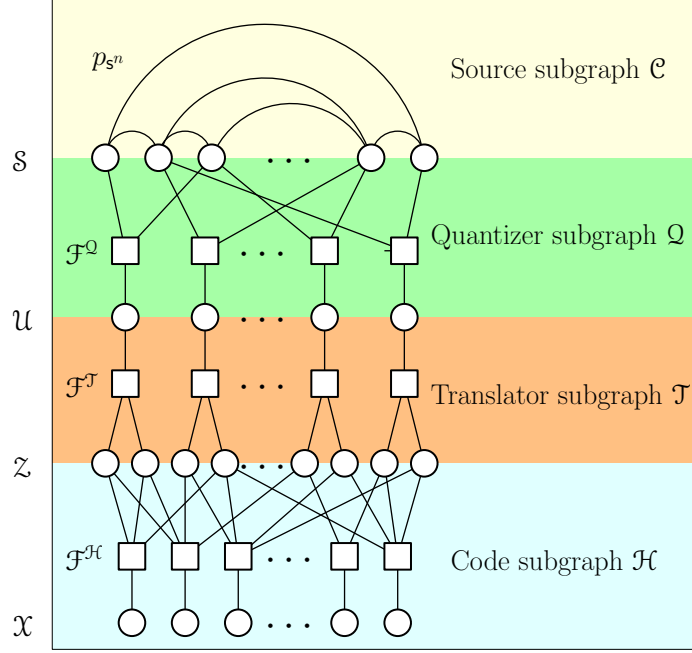 p_{s^n}
Source subgraph 𝒞
𝒮
· · ·
Quantizer subgraph 𝒬
ℱ^𝒬
· · ·
𝒰
· · ·
ℱ^𝒯
· · ·
Translator subgraph 𝒯
𝒵
· · ·
ℱ^ℋ
· · ·
Code subgraph ℋ
𝒳
· · ·